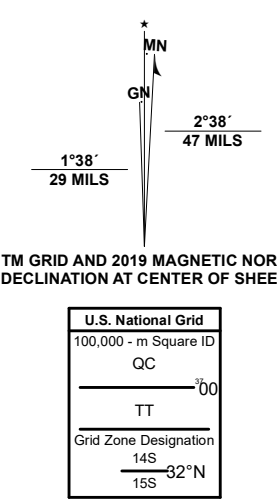 ★
MN
GN
1°38´
29 MILS
2°38´
47 MILS
TM GRID AND 2019 MAGNETIC NOR
DECLINATION AT CENTER OF SHEE
U.S. National Grid
100,000 - m Square ID
QC
3700
TT
Grid Zone Designation
14S
15S
32°N